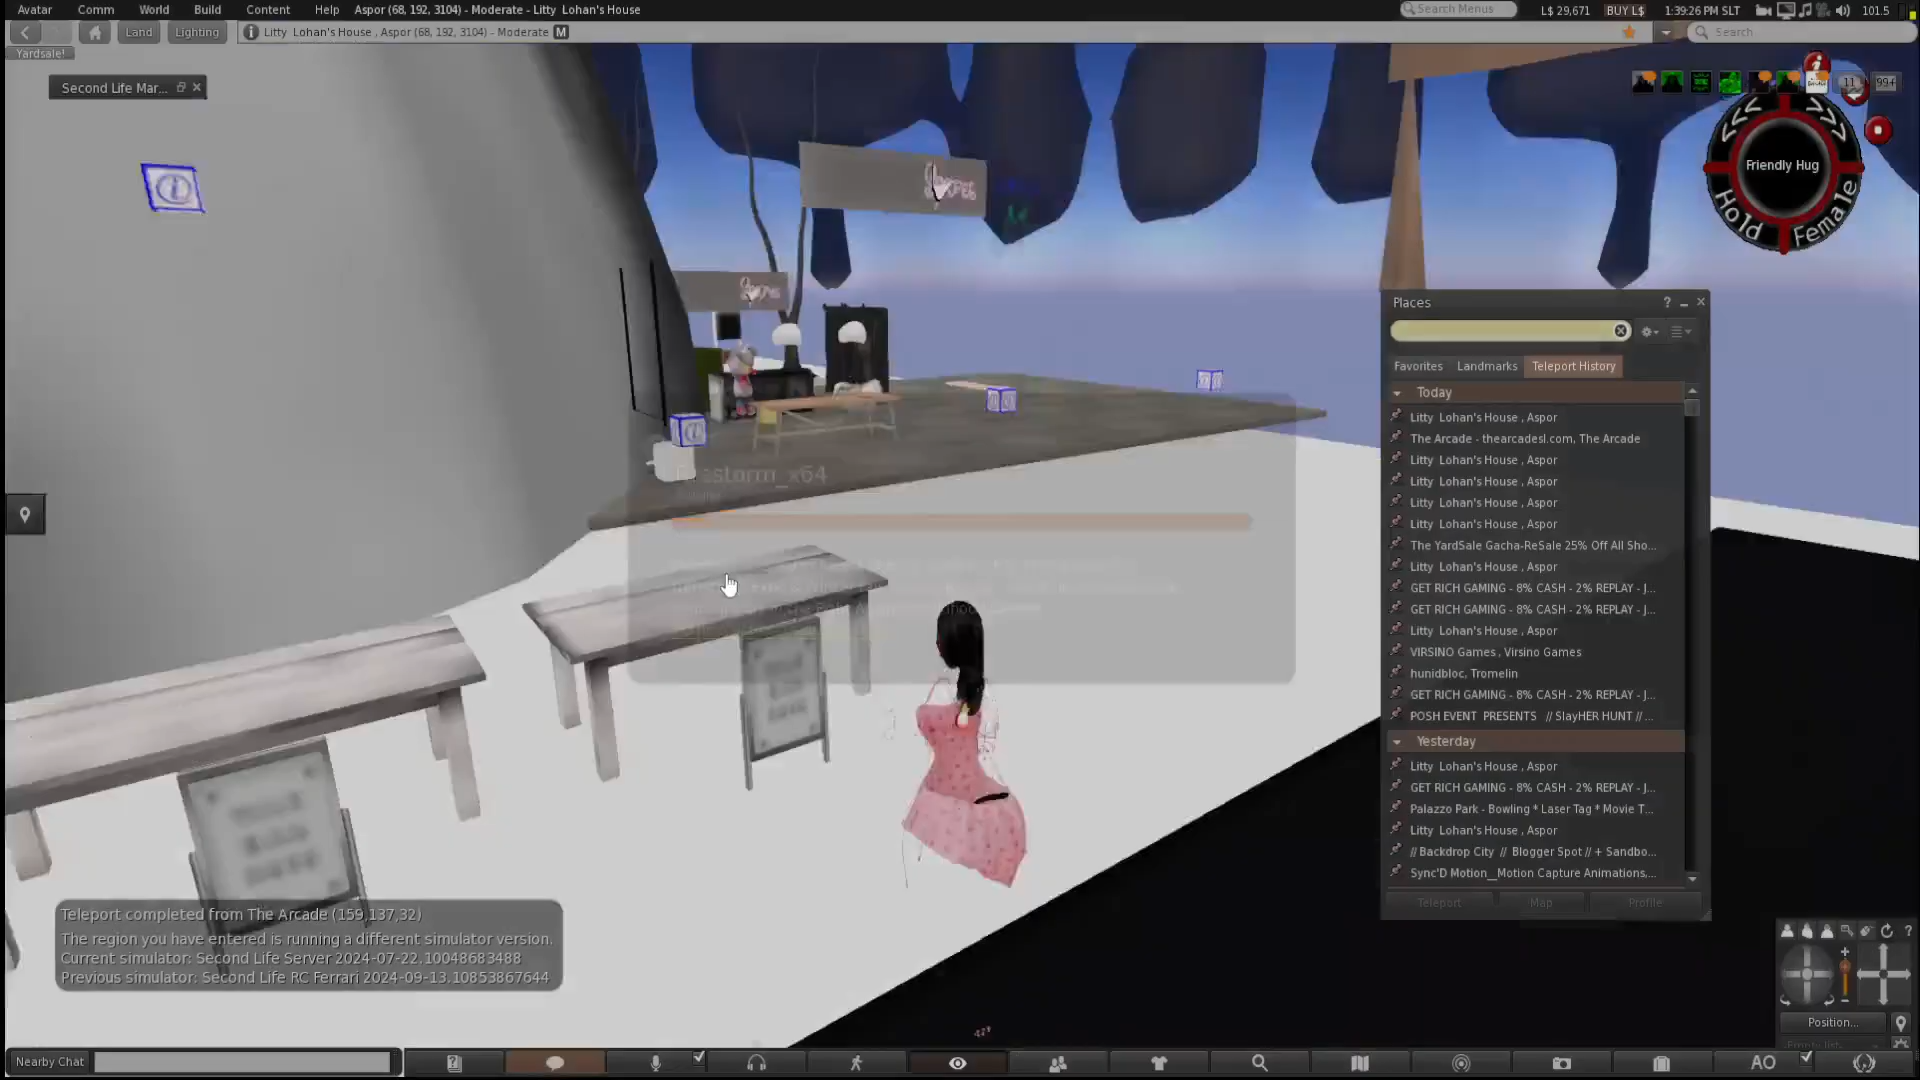 Avatar Comm World Build Content Help Aspor (68, 192, 3104) - Moderate - Litty Lohan's House
Search Menus L$ 29,671 BUY L$ 1:39:26 PM SLT 101.5
Land Lighting Litty Lohan's House , Aspor (68, 192, 3104) - Moderate M Search
Yardsale!
Second Life Mar...
11 99+
Friendly Hug
Hold Female
Places
Favorites Landmarks Teleport History
Today
Litty Lohan's House , Aspor
The Arcade - thearcadesl.com, The Arcade
Litty Lohan's House , Aspor
Litty Lohan's House , Aspor
Litty Lohan's House , Aspor
Litty Lohan's House , Aspor
The YardSale Gacha-ReSale 25% Off All Sho...
Litty Lohan's House , Aspor
GET RICH GAMING - 8% CASH - 2% REPLAY - J...
GET RICH GAMING - 8% CASH - 2% REPLAY - J...
Litty Lohan's House , Aspor
VIRSINO Games , Virsino Games
hunidbloc, Tromelin
GET RICH GAMING - 8% CASH - 2% REPLAY - J...
POSH EVENT PRESENTS // SlayHER HUNT // ...
Yesterday
Litty Lohan's House , Aspor
GET RICH GAMING - 8% CASH - 2% REPLAY - J...
Palazzo Park - Bowling * Laser Tag * Movie T...
Litty Lohan's House , Aspor
// Backdrop City // Blogger Spot // + Sandbo...
Sync'D Motion__Motion Capture Animations,...
Teleport Map Profile
Teleport completed from The Arcade (159,137,32)
The region you have entered is running a different simulator version.
Current simulator: Second Life Server 2024-07-22.10048683488
Previous simulator: Second Life RC Ferrari 2024-09-13.10853867644
Position...
Nearby Chat
AO